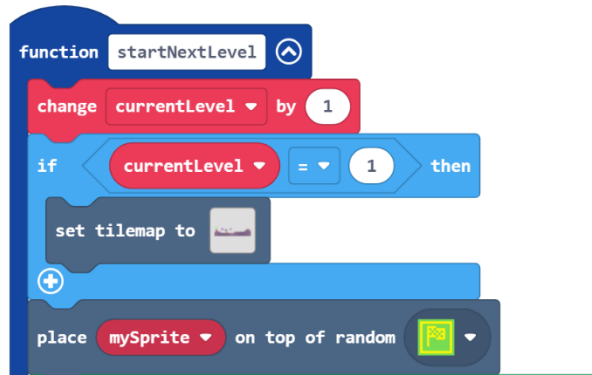 function startNextLevel
change currentLevel by 1
if currentLevel = 1 then
set tilemap to
place mySprite on top of random